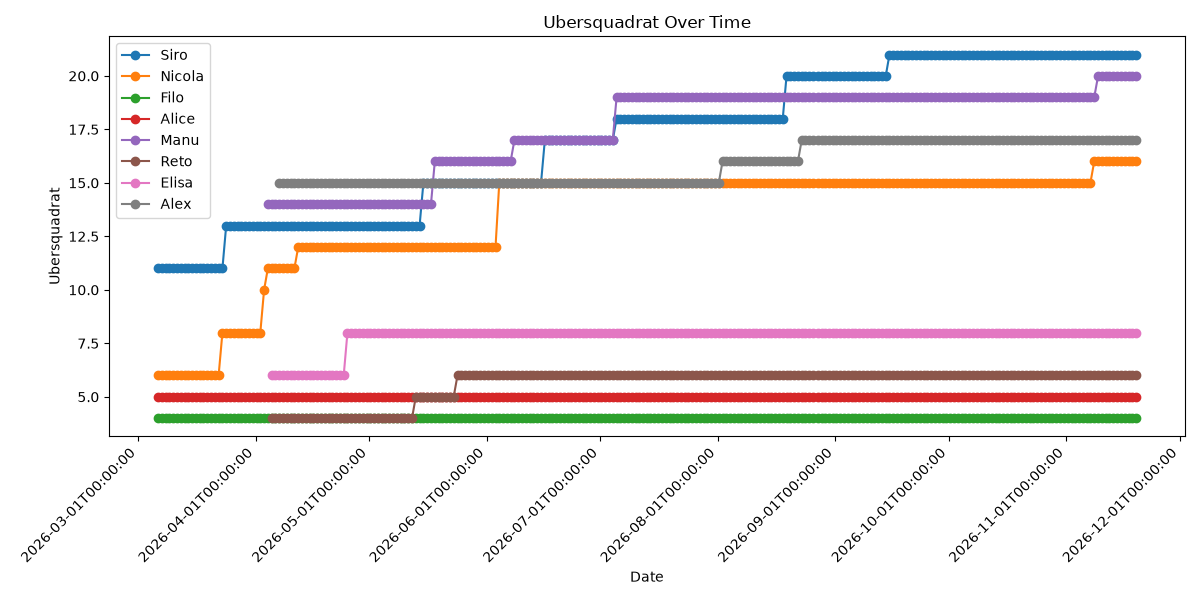 Ubersquadrat Over Time
Siro
Nicola
Filo
Alice
Manu
Reto
Elisa
Alex
Ubersquadrat
20.0
17.5
15.0
12.5
10.0
7.5
5.0
2026-03-01T00:00:00
2026-04-01T00:00:00
2026-05-01T00:00:00
2026-06-01T00:00:00
2026-07-01T00:00:00
2026-08-01T00:00:00
2026-09-01T00:00:00
2026-10-01T00:00:00
2026-11-01T00:00:00
2026-12-01T00:00:00
Date